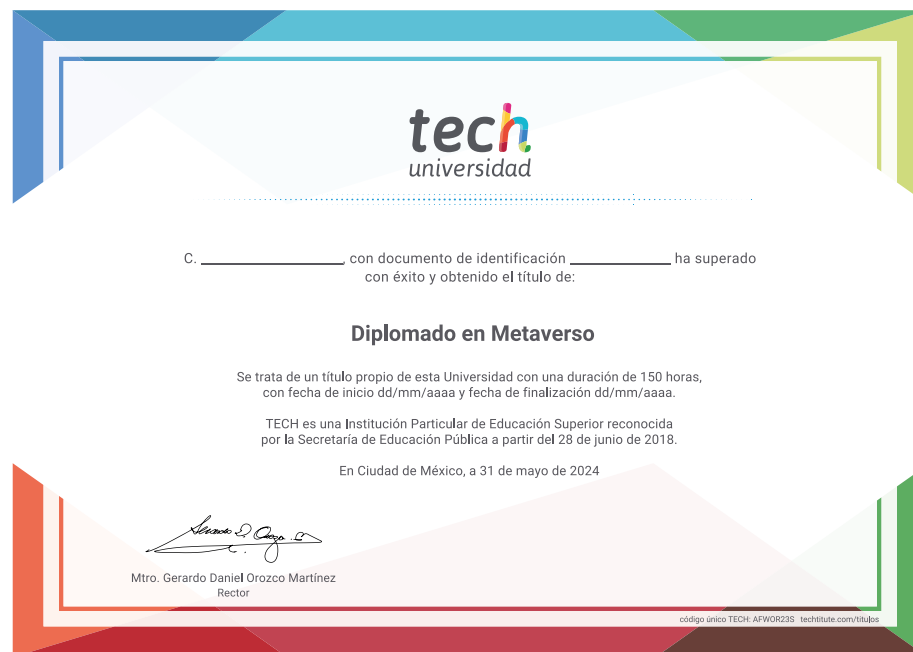 tech
universidad
C. ____________, con documento de identificación ____________ ha superado
con éxito y obtenido el título de:
Diplomado en Metaverso
Se trata de un título propio de esta Universidad con una duración de 150 horas,
con fecha de inicio dd/mm/aaaa y fecha de finalización dd/mm/aaaa.
TECH es una Institución Particular de Educación Superior reconocida
por la Secretaría de Educación Pública a partir del 28 de junio de 2018.
En Ciudad de México, a 31 de mayo de 2024
Mtro. Gerardo Daniel Orozco Martínez
Rector
código único TECH: AFWOR23S techtitute.com/titulos